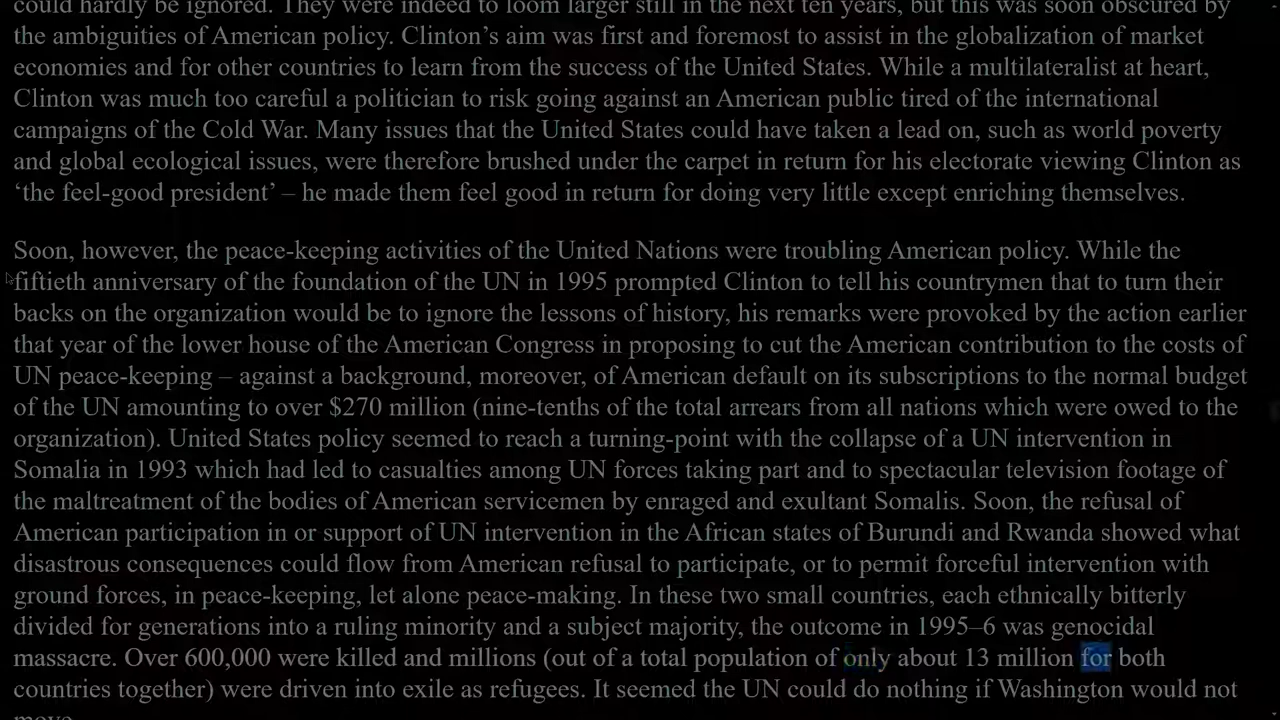 could hardly be ignored. They were indeed to loom larger still in the next ten years, but this was soon obscured by
the ambiguities of American policy. Clinton’s aim was first and foremost to assist in the globalization of market
economies and for other countries to learn from the success of the United States. While a multilateralist at heart,
Clinton was much too careful a politician to risk going against an American public tired of the international
campaigns of the Cold War. Many issues that the United States could have taken a lead on, such as world poverty
and global ecological issues, were therefore brushed under the carpet in return for his electorate viewing Clinton as
‘the feel-good president’ – he made them feel good in return for doing very little except enriching themselves.
Soon, however, the peace-keeping activities of the United Nations were troubling American policy. While the
fiftieth anniversary of the foundation of the UN in 1995 prompted Clinton to tell his countrymen that to turn their
backs on the organization would be to ignore the lessons of history, his remarks were provoked by the action earlier
that year of the lower house of the American Congress in proposing to cut the American contribution to the costs of
UN peace-keeping – against a background, moreover, of American default on its subscriptions to the normal budget
of the UN amounting to over $270 million (nine-tenths of the total arrears from all nations which were owed to the
organization). United States policy seemed to reach a turning-point with the collapse of a UN intervention in
Somalia in 1993 which had led to casualties among UN forces taking part and to spectacular television footage of
the maltreatment of the bodies of American servicemen by enraged and exultant Somalis. Soon, the refusal of
American participation in or support of UN intervention in the African states of Burundi and Rwanda showed what
disastrous consequences could flow from American refusal to participate, or to permit forceful intervention with
ground forces, in peace-keeping, let alone peace-making. In these two small countries, each ethnically bitterly
divided for generations into a ruling minority and a subject majority, the outcome in 1995–6 was genocidal
massacre. Over 600,000 were killed and millions (out of a total population of only about 13 million for both
countries together) were driven into exile as refugees. It seemed the UN could do nothing if Washington would not
move.